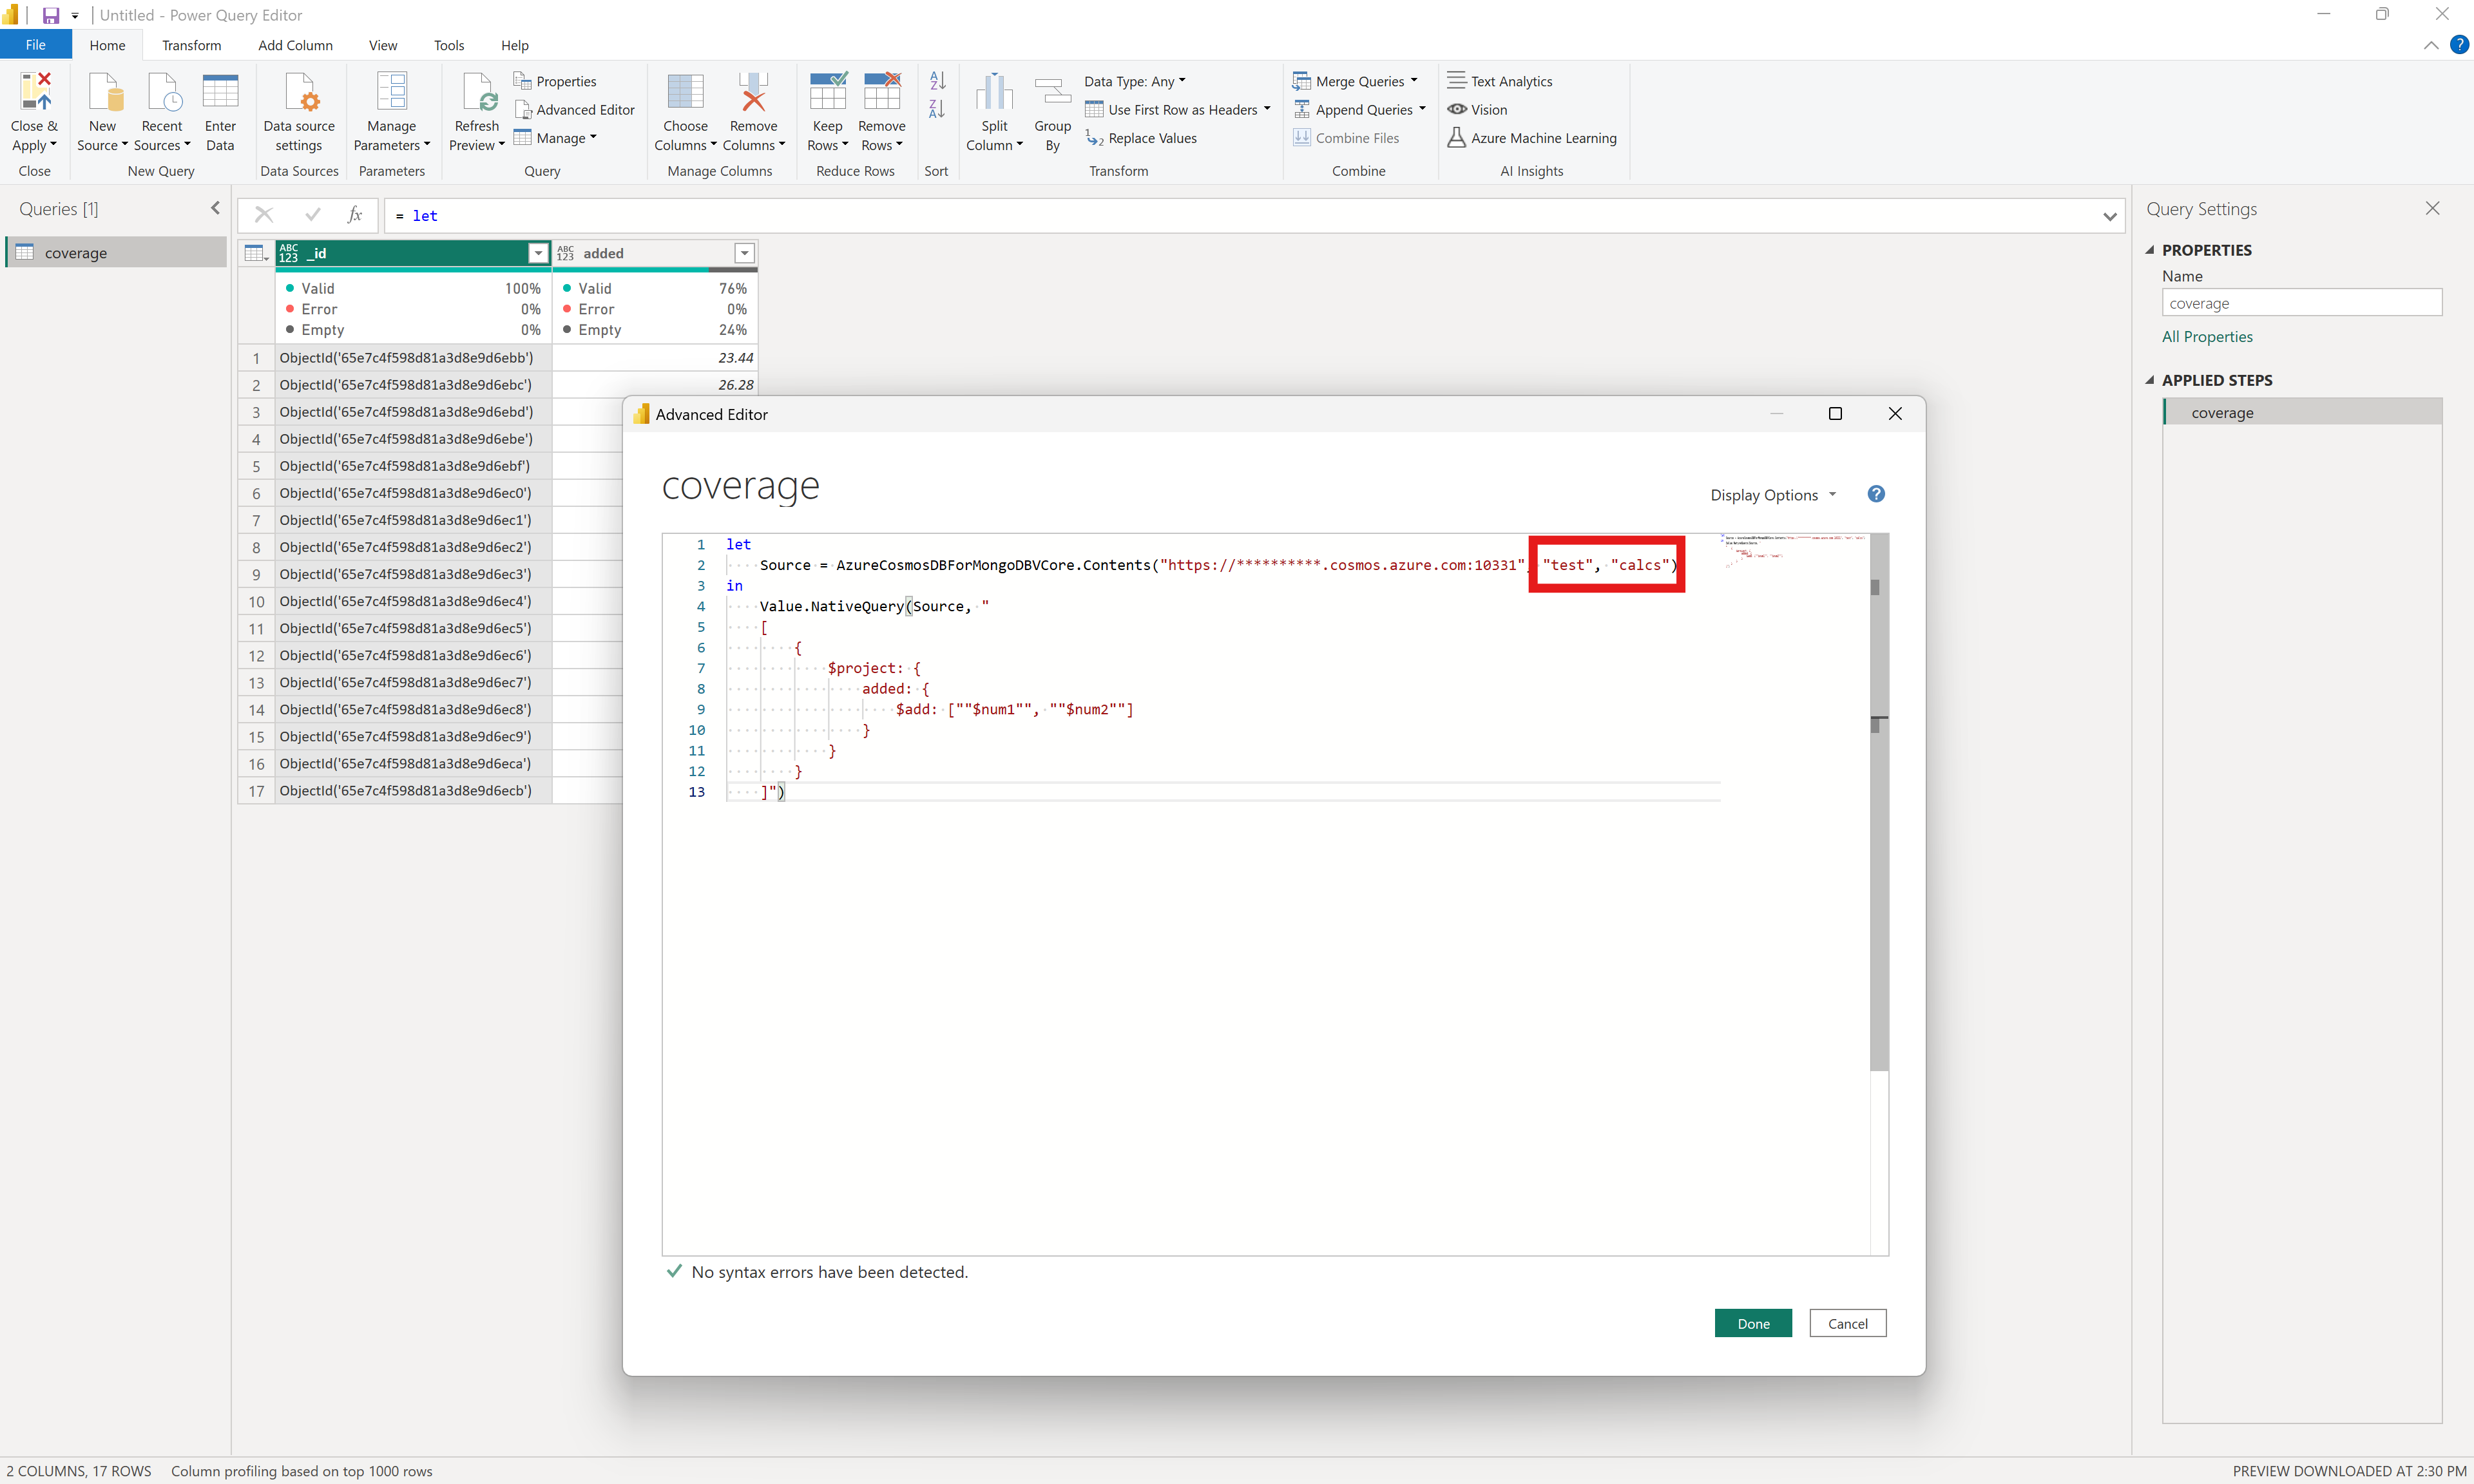 Untitled - Power Query Editor
File Home Transform Add Column View Tools Help
Close & Apply
New Source
Recent Sources
Enter Data
Data source settings
Manage Parameters
Refresh Preview
Properties
Advanced Editor
Manage
Choose Columns
Remove Columns
Keep Rows
Remove Rows
A Z
Z A
Split Column
Group By
Data Type: Any
Use First Row as Headers
1 2 Replace Values
Merge Queries
Append Queries
Combine Files
Text Analytics
Vision
Azure Machine Learning
Close New Query Data Sources Parameters Query Manage Columns Reduce Rows Sort Transform Combine AI Insights
Queries [1]
coverage
fx = let
ABC 123 _id ABC 123 added
Valid 100% Valid 76%
Error 0% Error 0%
Empty 0% Empty 24%
1 ObjectId('65e7c4f598d81a3d8e9d6ebb') 23.44
2 ObjectId('65e7c4f598d81a3d8e9d6ebc') 26.28
3 ObjectId('65e7c4f598d81a3d8e9d6ebd')
4 ObjectId('65e7c4f598d81a3d8e9d6ebe')
5 ObjectId('65e7c4f598d81a3d8e9d6ebf')
6 ObjectId('65e7c4f598d81a3d8e9d6ec0')
7 ObjectId('65e7c4f598d81a3d8e9d6ec1')
8 ObjectId('65e7c4f598d81a3d8e9d6ec2')
9 ObjectId('65e7c4f598d81a3d8e9d6ec3')
10 ObjectId('65e7c4f598d81a3d8e9d6ec4')
11 ObjectId('65e7c4f598d81a3d8e9d6ec5')
12 ObjectId('65e7c4f598d81a3d8e9d6ec6')
13 ObjectId('65e7c4f598d81a3d8e9d6ec7')
14 ObjectId('65e7c4f598d81a3d8e9d6ec8')
15 ObjectId('65e7c4f598d81a3d8e9d6ec9')
16 ObjectId('65e7c4f598d81a3d8e9d6eca')
17 ObjectId('65e7c4f598d81a3d8e9d6ecb')
Advanced Editor
coverage
Display Options ?
1 let
2 Source = AzureCosmosDBForMongoDBVCore.Contents("https://**********.cosmos.azure.com:10331", "test", "calcs")
3 in
4 Value.NativeQuery(Source, "
5 [
6 {
7 $project: {
8 added: {
9 $add: [""$num1"", ""$num2""]
10 }
11 }
12 }
13 ]")
No syntax errors have been detected.
Done Cancel
Query Settings
PROPERTIES
Name
coverage
All Properties
APPLIED STEPS
coverage
2 COLUMNS, 17 ROWS Column profiling based on top 1000 rows PREVIEW DOWNLOADED AT 2:30 PM